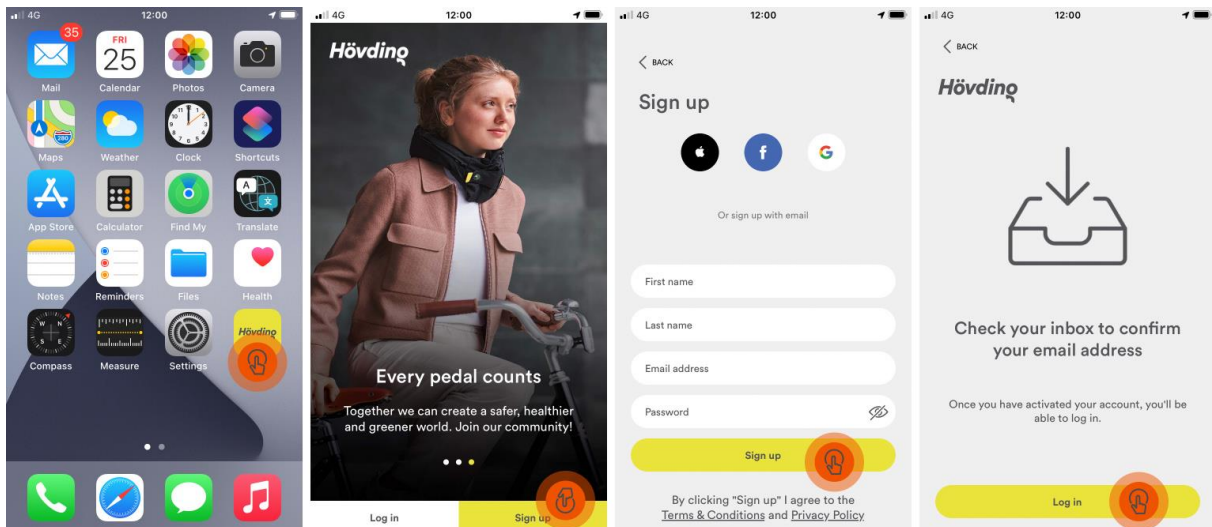 4G 12:00
35
FRI
25
Mail Calendar Photos Camera
280
Maps Weather Clock Shortcuts
A
文
App Store Calculator Find My Translate
Notes Reminders Files Health
Hövding
Compass Measure Settings
4G 12:00
Hövding
Every pedal counts
Together we can create a safer, healthier
and greener world. Join our community!
Log in Sign up
4G 12:00
BACK
Sign up
f G
Or sign up with email
First name
Last name
Email address
Password
Sign up
By clicking "Sign up" I agree to the
Terms & Conditions and Privacy Policy
4G 12:00
BACK
Hövding
Check your inbox to confirm
your email address
Once you have activated your account, you'll be
able to log in.
Log in